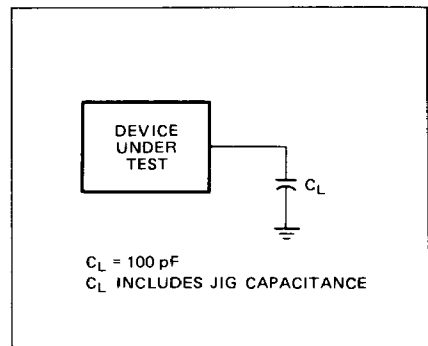 DEVICE
UNDER
TEST
CL
CL = 100 pF
CL INCLUDES JIG CAPACITANCE